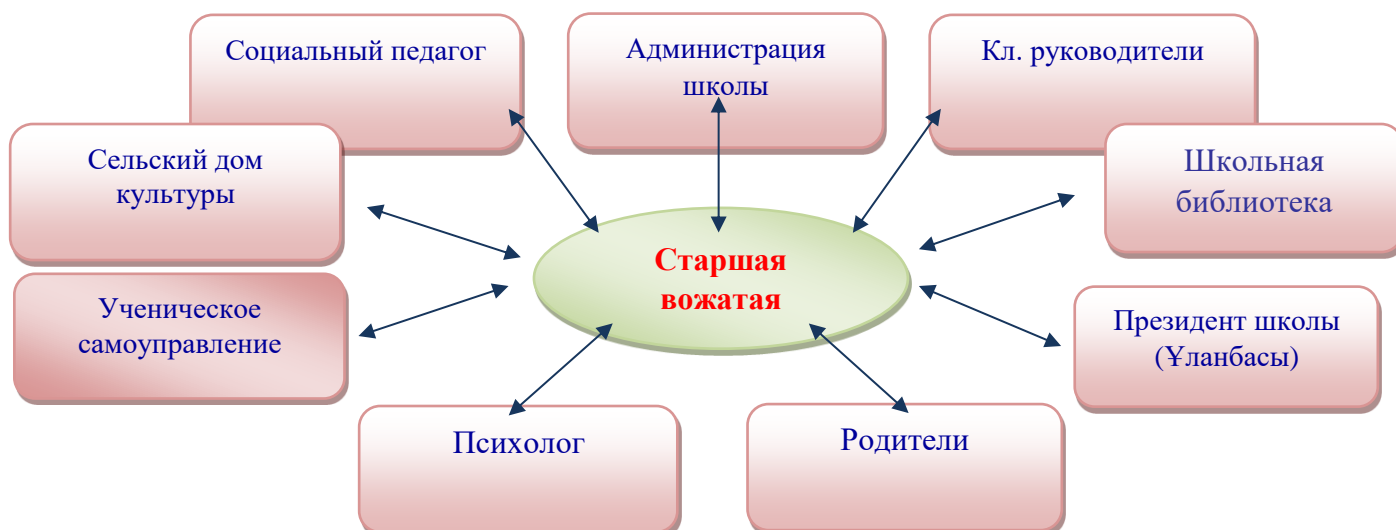 Социальный педагог
Администрация
школы
Кл. руководители
Сельский дом
культуры
Школьная
библиотека
Старшая
вожатая
Ученическое
самоуправление
Президент школы
(Ұланбасы)
Психолог
Родители